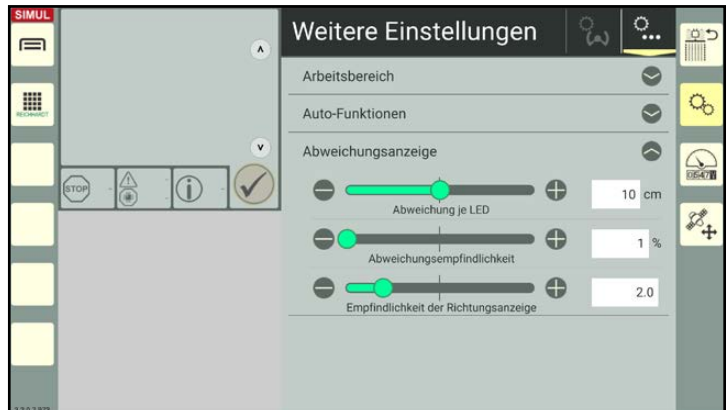 SIMUL
Weitere Einstellungen
Arbeitsbereich
REICHHARDT
Auto-Funktionen
Abweichungsanzeige
STOP
10 cm
Abweichung je LED
1 %
Abweichungsempfindlichkeit
2.0
Empfindlichkeit der Richtungsanzeige